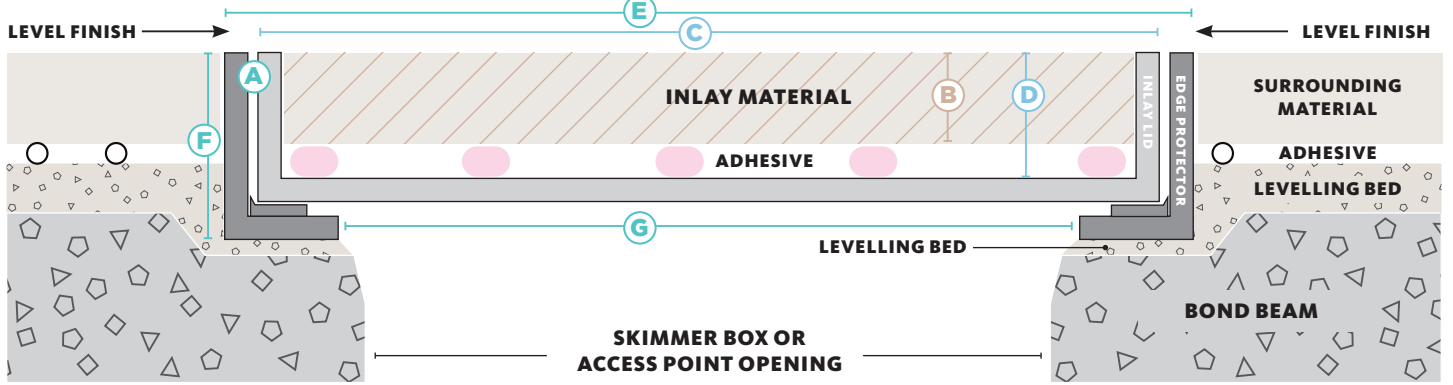 E
LEVEL FINISH
C
LEVEL FINISH
A
INLAY MATERIAL
B
D
INLAY LID
EDGE PROTECTOR
SURROUNDING
MATERIAL
F
ADHESIVE
ADHESIVE
LEVELLING BED
G
LEVELLING BED
BOND BEAM
SKIMMER BOX OR
ACCESS POINT OPENING